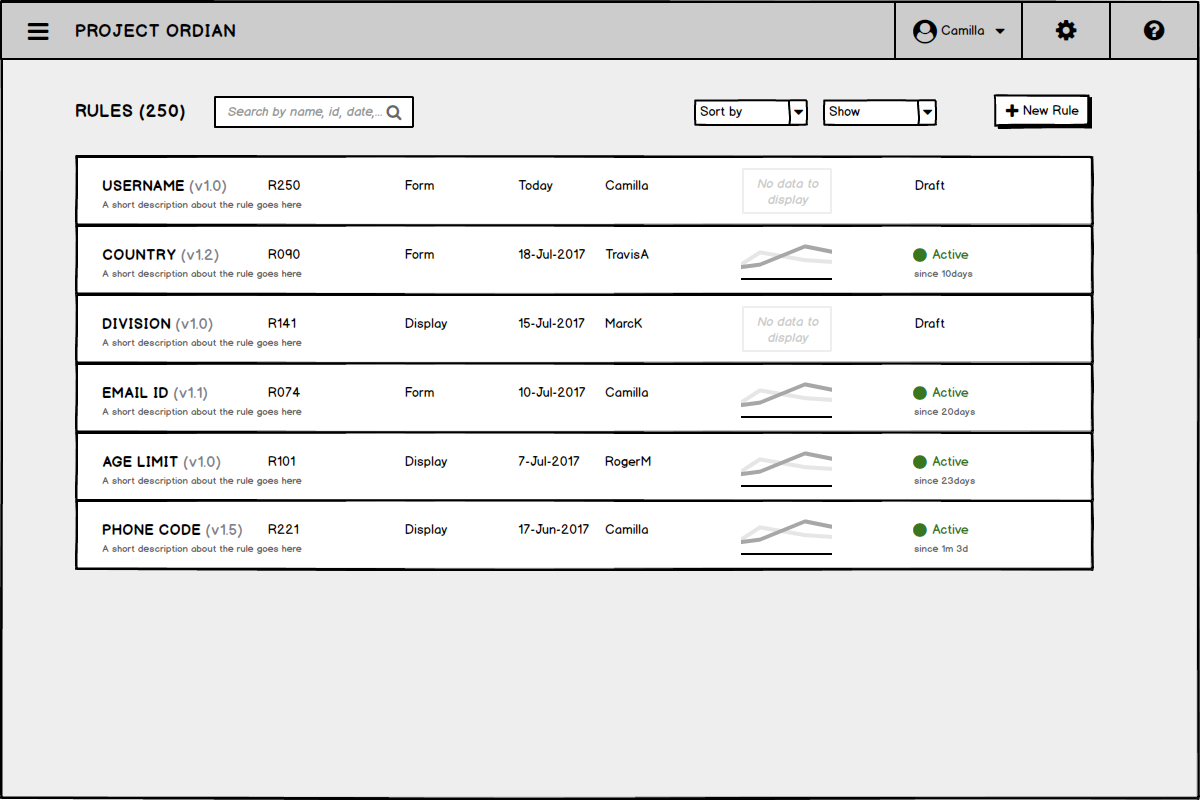 PROJECT ORDIAN
Camilla
RULES (250)
Search by name, id, date,...
Sort by
Show
New Rule
USERNAME (v1.0) R250 Form Today Camilla No data to display Draft
A short description about the rule goes here
COUNTRY (v1.2) R090 Form 18-Jul-2017 TravisA Active
A short description about the rule goes here since 10days
DIVISION (v1.0) R141 Display 15-Jul-2017 MarcK No data to display Draft
A short description about the rule goes here
EMAIL ID (v1.1) R074 Form 10-Jul-2017 Camilla Active
A short description about the rule goes here since 20days
AGE LIMIT (v1.0) R101 Display 7-Jul-2017 RogerM Active
A short description about the rule goes here since 23days
PHONE CODE (v1.5) R221 Display 17-Jun-2017 Camilla Active
A short description about the rule goes here since 1m 3d